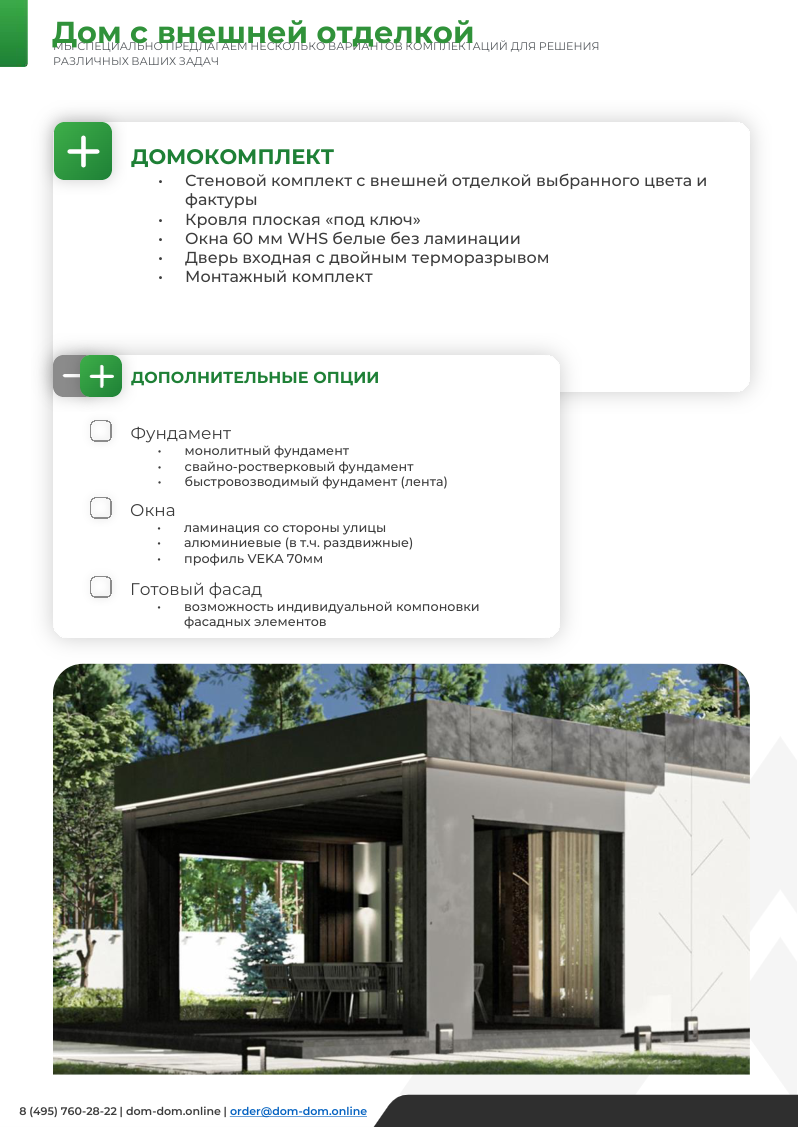 Дом с внешней отделкой
МЫ СПЕЦИАЛЬНО ПРЕДЛАГАЕМ НЕСКОЛЬКО ВАРИАНТОВ КОМПЛЕКТАЦИЙ ДЛЯ РЕШЕНИЯ
РАЗЛИЧНЫХ ВАШИХ ЗАДАЧ
ДОМОКОМПЛЕКТ
• Стеновой комплект с внешней отделкой выбранного цвета и
фактуры
• Кровля плоская «под ключ»
• Окна 60 мм WHS белые без ламинации
• Дверь входная с двойным терморазрывом
• Монтажный комплект
ДОПОЛНИТЕЛЬНЫЕ ОПЦИИ
Фундамент
• монолитный фундамент
• свайно-ростверковый фундамент
• быстровозводимый фундамент (лента)
Окна
• ламинация со стороны улицы
• алюминиевые (в т.ч. раздвижные)
• профиль VEKA 70мм
Готовый фасад
• возможность индивидуальной компоновки
фасадных элементов
8 (495) 760-28-22 | dom-dom.online | order@dom-dom.online